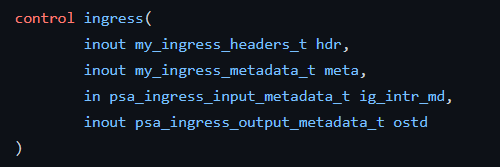 control ingress(
        inout my_ingress_headers_t hdr,
        inout my_ingress_metadata_t meta,
        in psa_ingress_input_metadata_t ig_intr_md,
        inout psa_ingress_output_metadata_t ostd
)